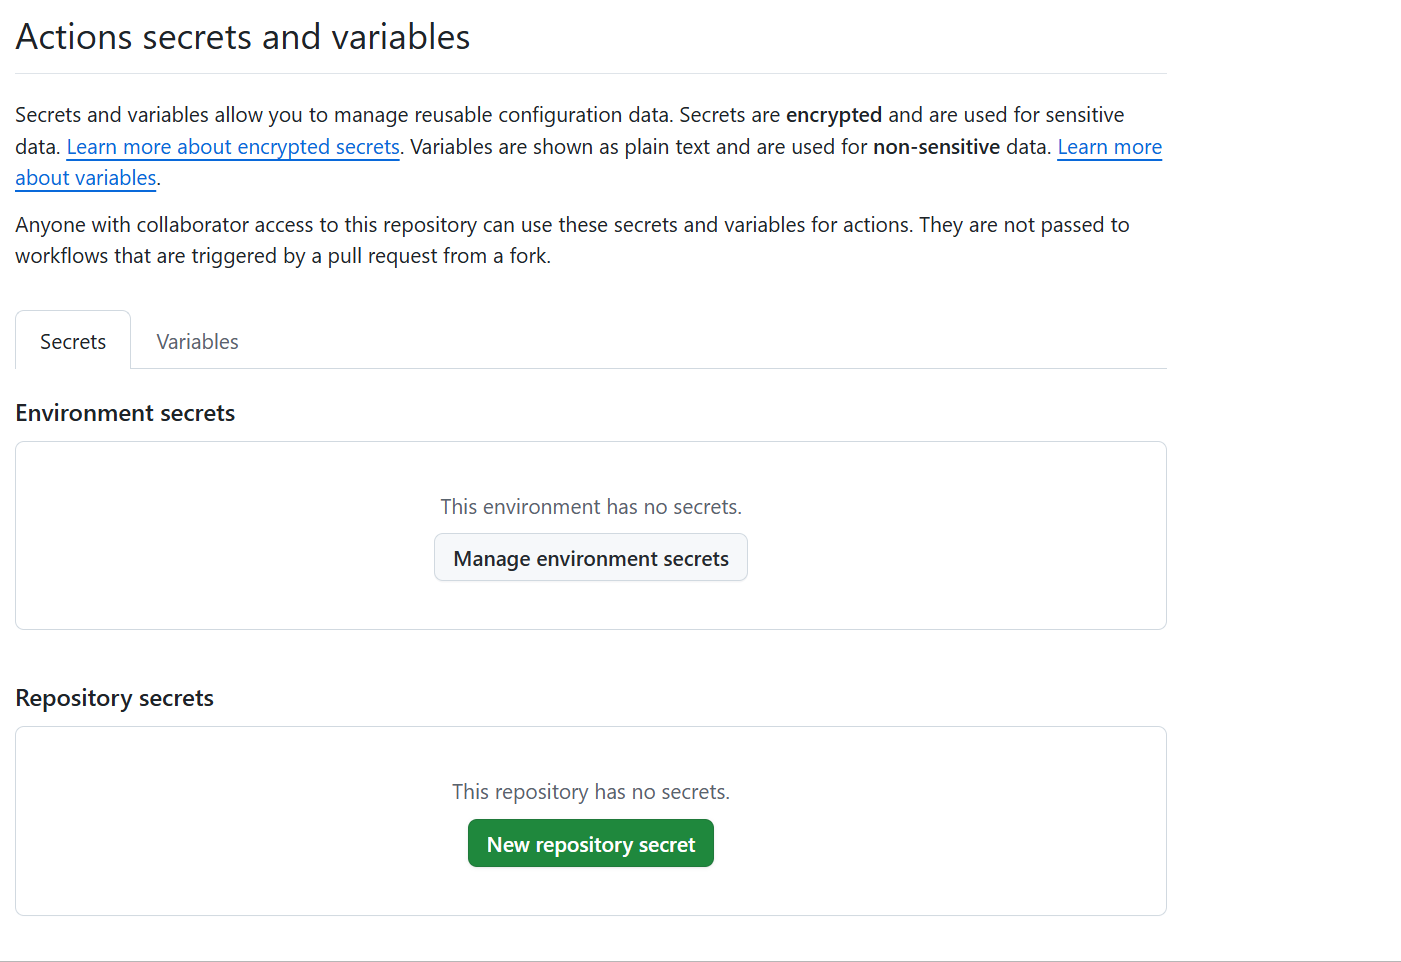 Actions secrets and variables
Secrets and variables allow you to manage reusable configuration data. Secrets are encrypted and are used for sensitive
data. Learn more about encrypted secrets. Variables are shown as plain text and are used for non-sensitive data. Learn more
about variables.
Anyone with collaborator access to this repository can use these secrets and variables for actions. They are not passed to
workflows that are triggered by a pull request from a fork.
Secrets Variables
Environment secrets
This environment has no secrets.
Manage environment secrets
Repository secrets
This repository has no secrets.
New repository secret